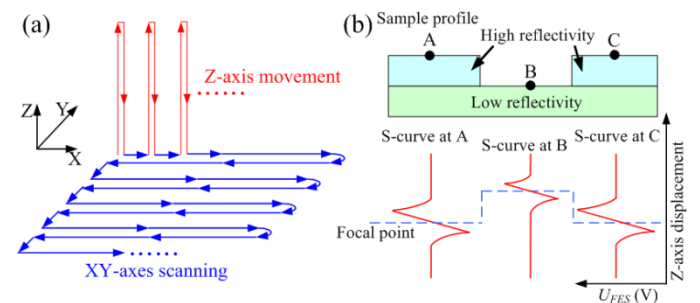 (a)
Z-axis movement
Z
Y
X
XY-axes scanning
(b)
Sample profile
A
High reflectivity
C
B
Low reflectivity
S-curve at A
S-curve at B
S-curve at C
Focal point
Z-axis displacement
U_FES (V)